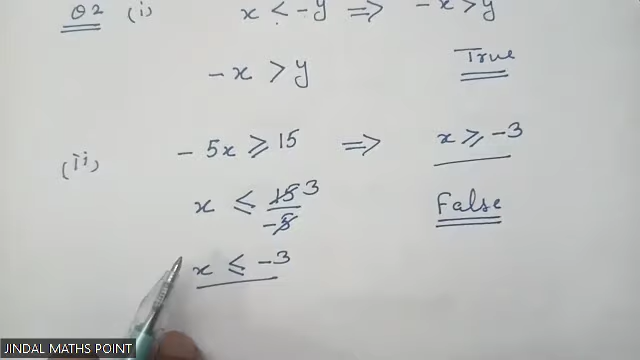 Q2 (i) x < -y ⇒ -x > y
-x > y True
(ii) -5x ≥ 15 ⇒ x ≥ -3
x ≤ 15/-5 3 False
x ≤ -3
JINDAL MATHS POINT